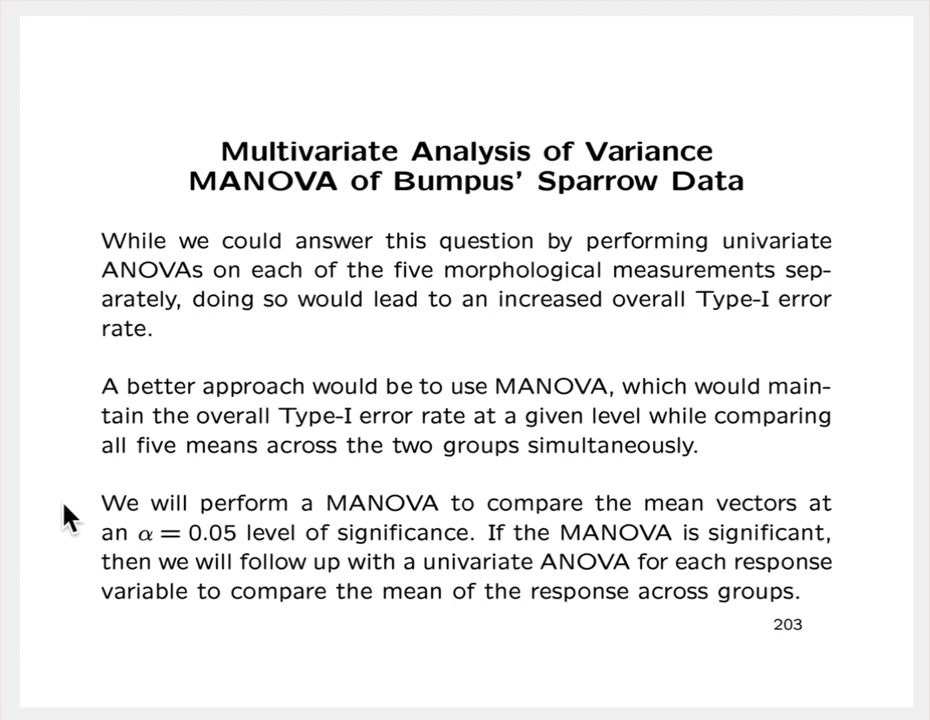 Multivariate Analysis of Variance
MANOVA of Bumpus' Sparrow Data
While we could answer this question by performing univariate
ANOVAs on each of the five morphological measurements sep-
arately, doing so would lead to an increased overall Type-I error
rate.
A better approach would be to use MANOVA, which would main-
tain the overall Type-I error rate at a given level while comparing
all five means across the two groups simultaneously.
We will perform a MANOVA to compare the mean vectors at
an α = 0.05 level of significance. If the MANOVA is significant,
then we will follow up with a univariate ANOVA for each response
variable to compare the mean of the response across groups.
203